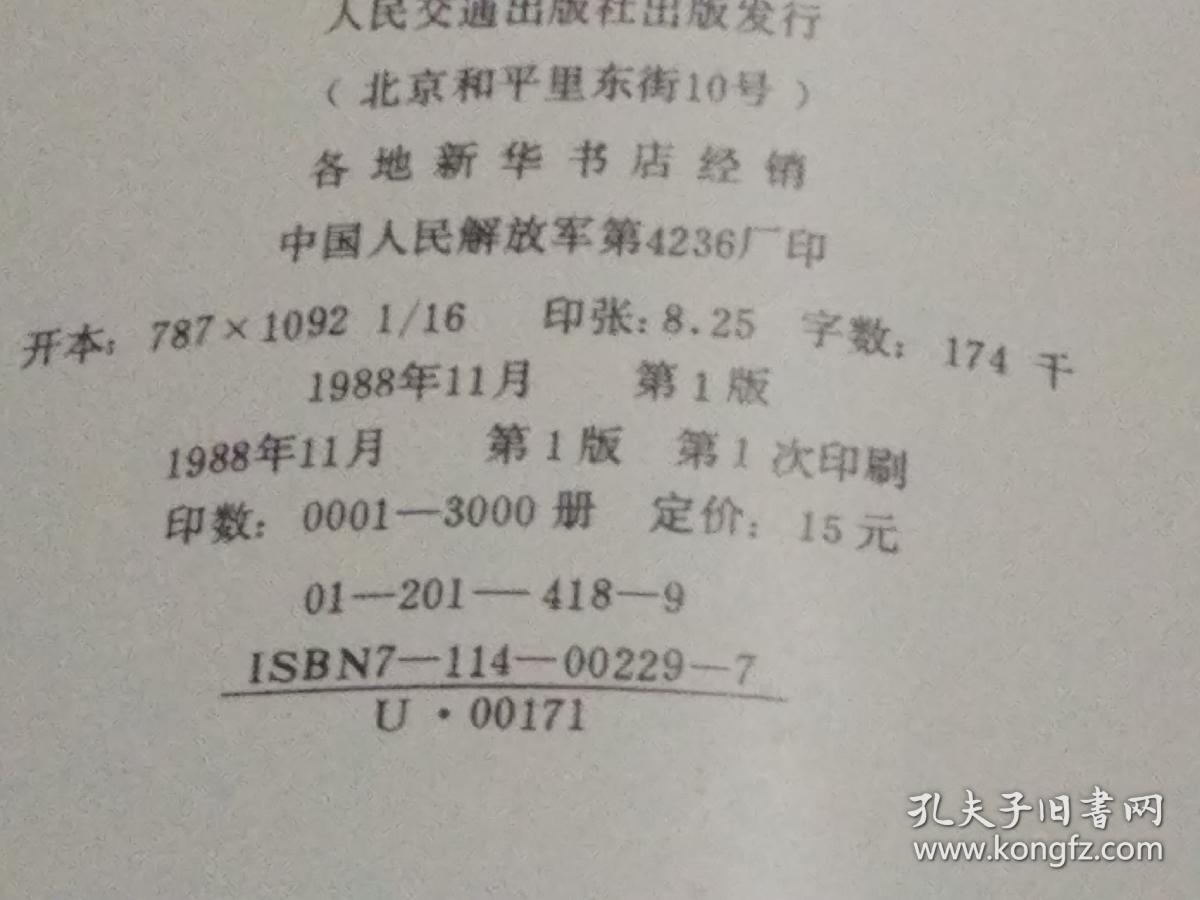 人民交通出版社出版发行
（北京和平里东街10号）
各地新华书店经销
中国人民解放军第4236厂印
开本：787×1092 1/16 印张：8.25 字数：174 千
1988年11月 第1版
1988年11月 第1版 第1次印刷
印数：0001—3000 册 定价：15元
01—201—418—9
ISBN7—114—00229—7
U·00171
孔夫子旧书网
www.kongfz.com